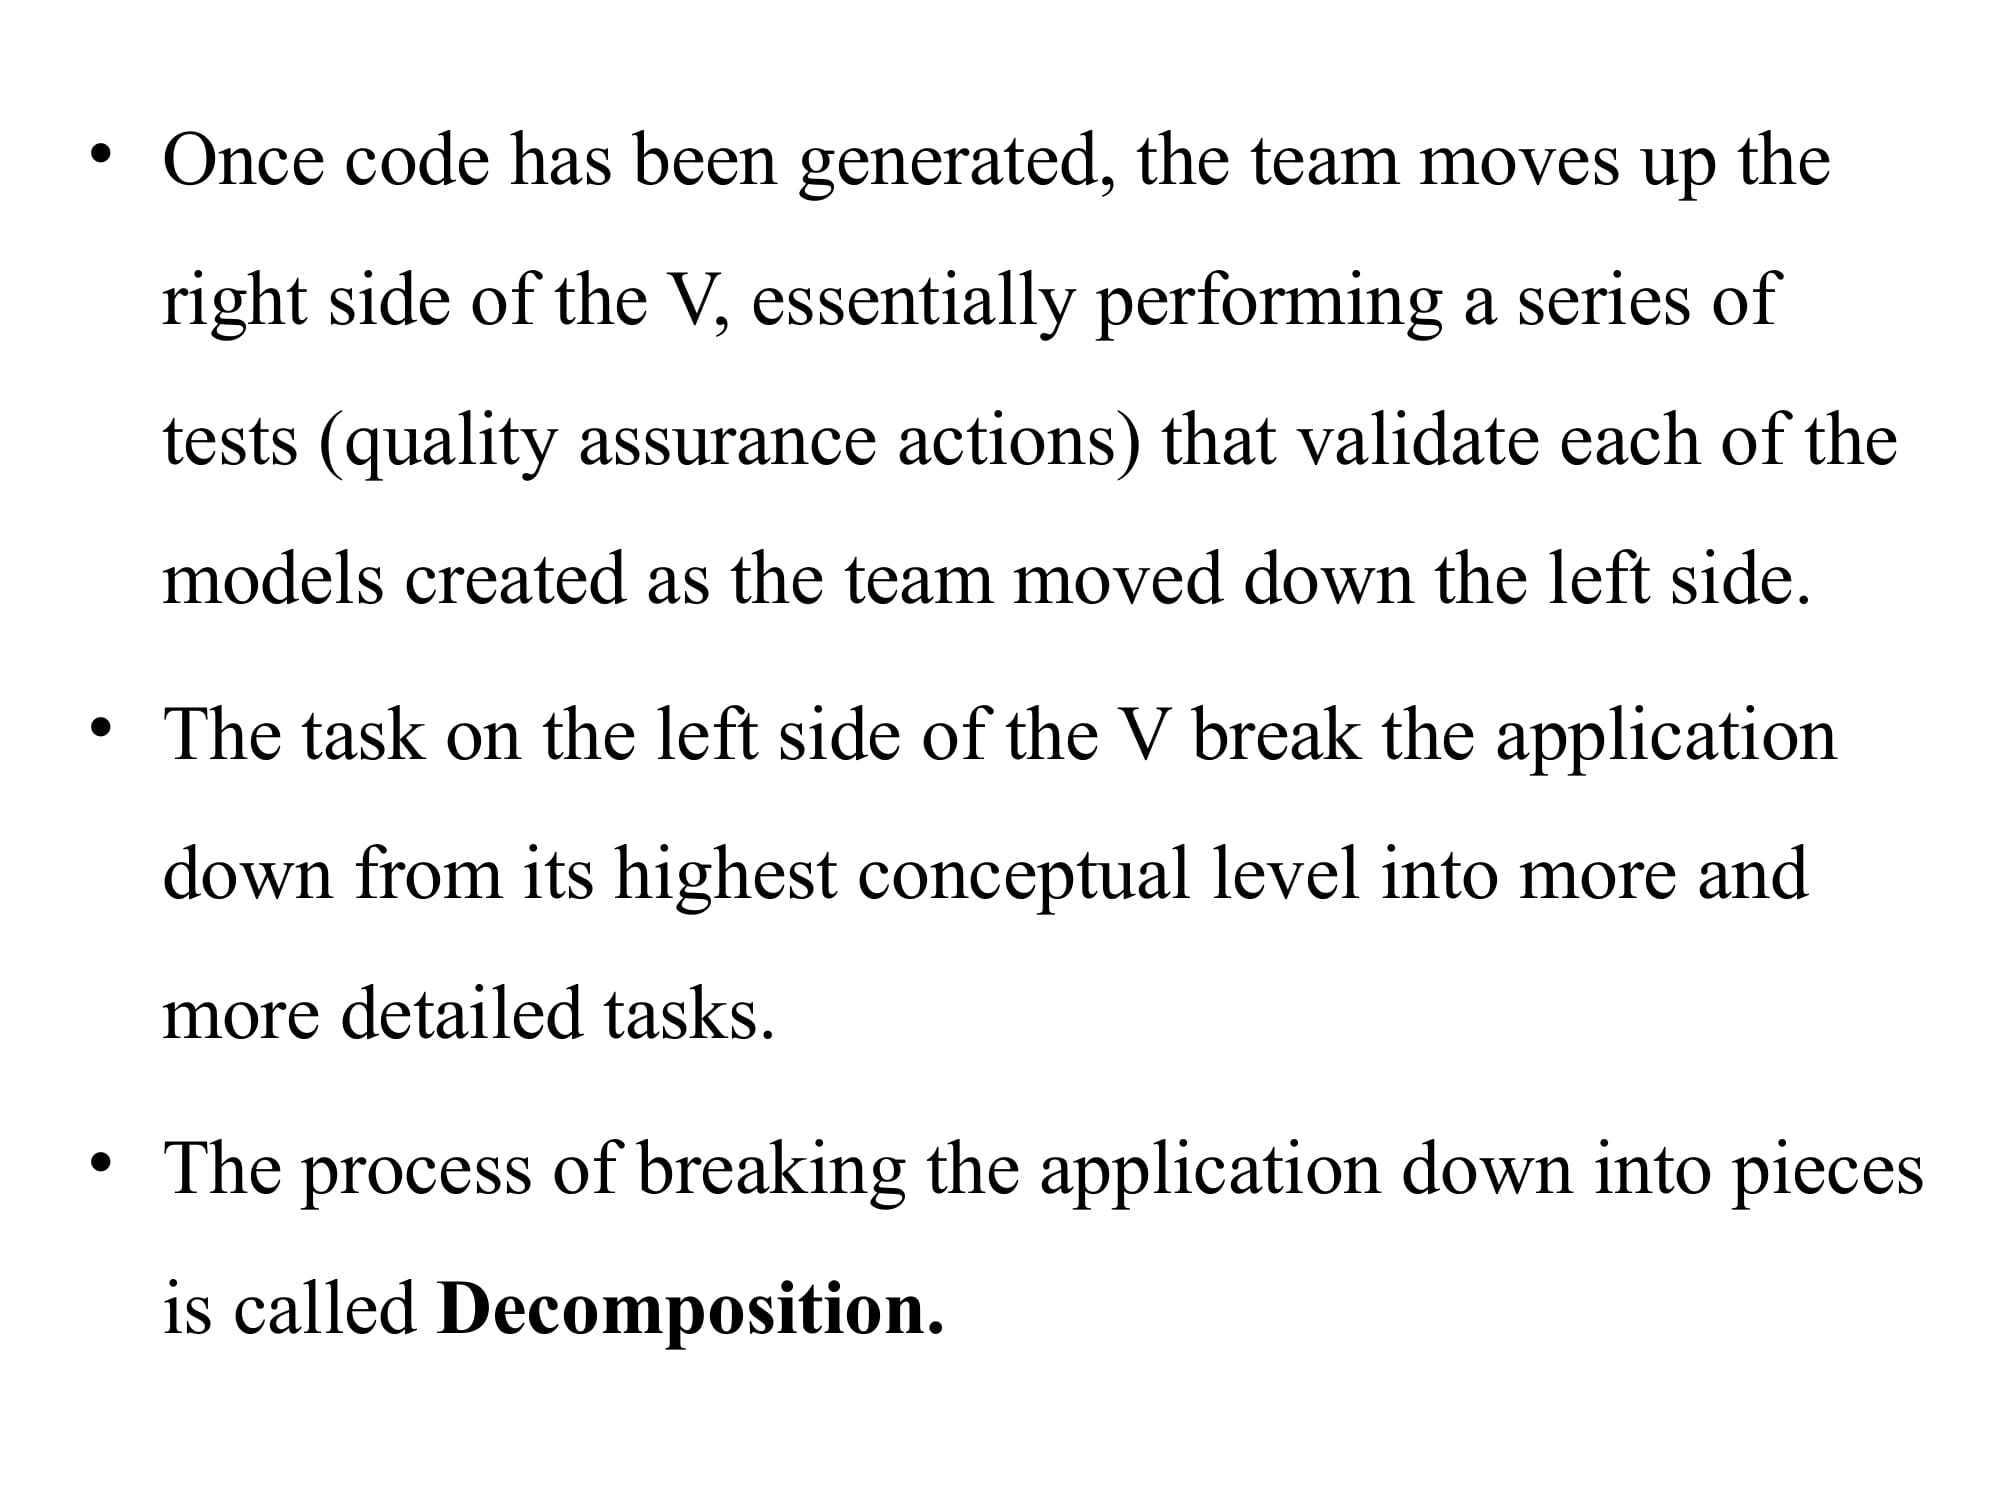 • Once code has been generated, the team moves up the
right side of the V, essentially performing a series of
tests (quality assurance actions) that validate each of the
models created as the team moved down the left side.
• The task on the left side of the V break the application
down from its highest conceptual level into more and
more detailed tasks.
• The process of breaking the application down into pieces
is called Decomposition.